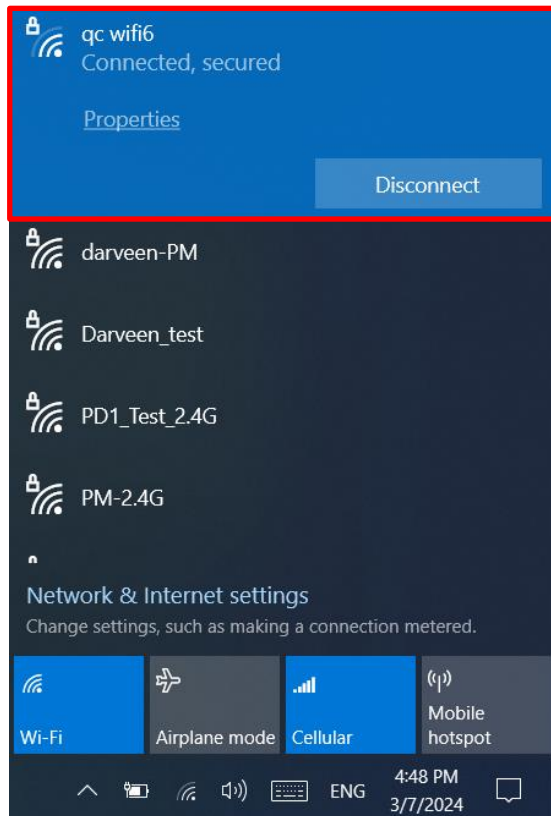 qc wifi6
Connected, secured
Properties
Disconnect
darveen-PM
Darveen_test
PD1_Test_2.4G
PM-2.4G
Network & Internet settings
Change settings, such as making a connection metered.
Wi-Fi
Airplane mode
Cellular
Mobile
hotspot
ENG
4:48 PM
3/7/2024